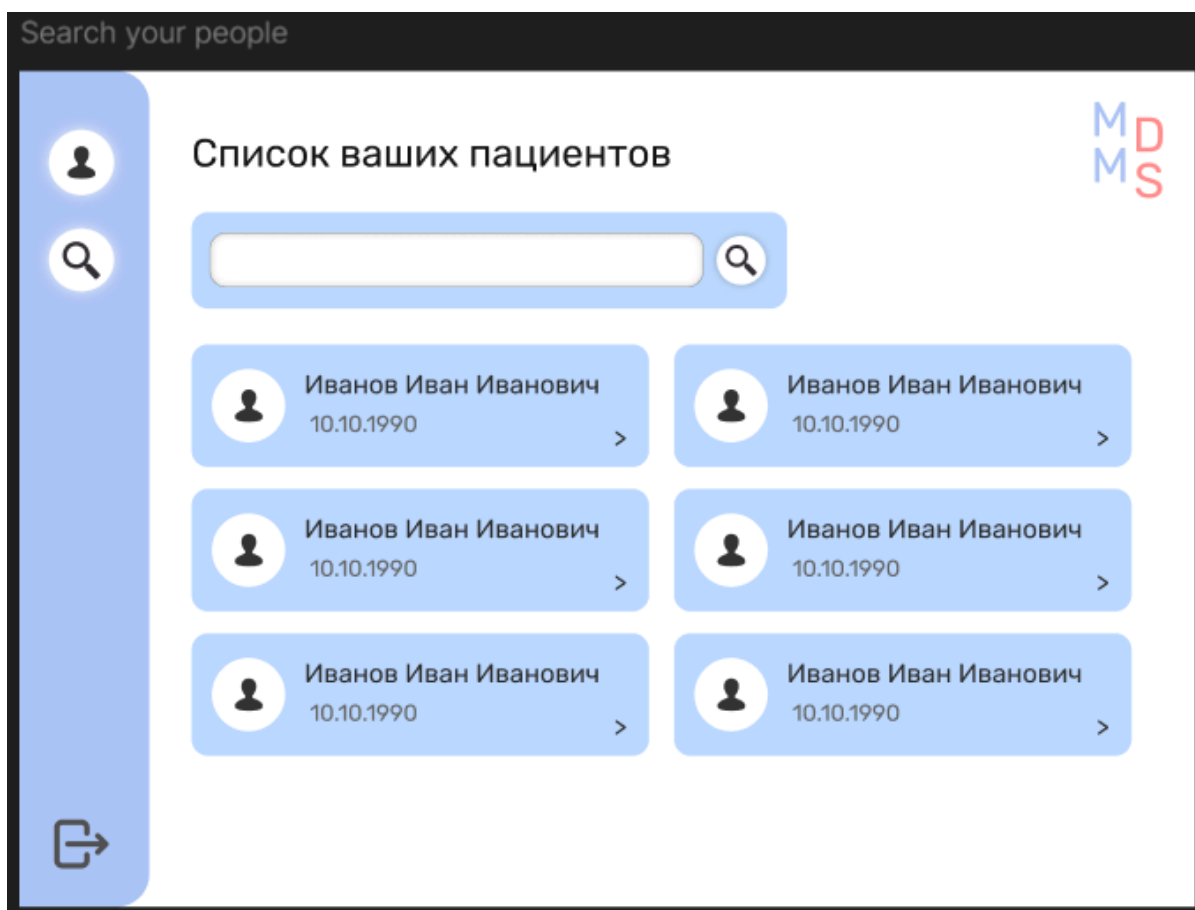 Search your people
MD
MS
Список ваших пациентов
Иванов Иван Иванович
10.10.1990
>
Иванов Иван Иванович
10.10.1990
>
Иванов Иван Иванович
10.10.1990
>
Иванов Иван Иванович
10.10.1990
>
Иванов Иван Иванович
10.10.1990
>
Иванов Иван Иванович
10.10.1990
>